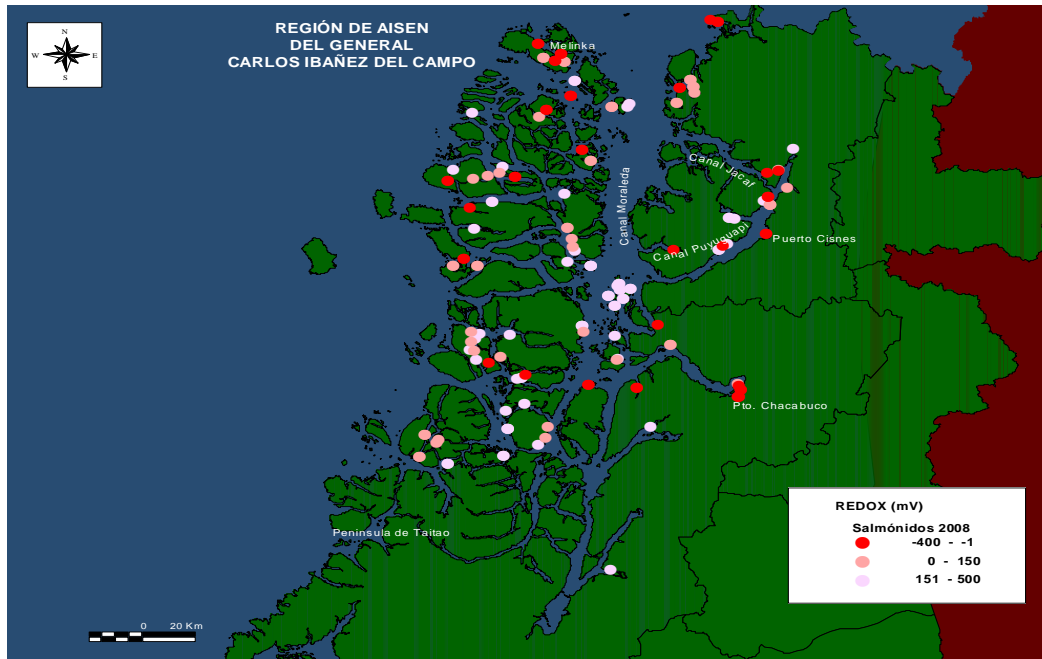 REGIÓN DE AISEN
DEL GENERAL
CARLOS IBAÑEZ DEL CAMPO
N
W E
S
Melinka
Canal Jacaf
Canal Moraleda
Canal Puyuguapi
Puerto Cisnes
Pto. Chacabuco
Peninsula de Taitao
REDOX (mV)
Salmónidos 2008
-400 - -1
0 - 150
151 - 500
0 20 Km